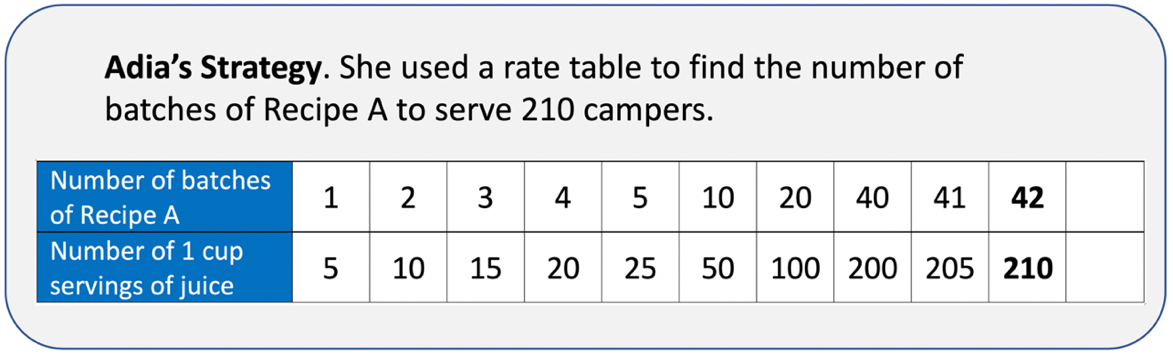 Adia’s Strategy. She used a rate table to find the number of
batches of Recipe A to serve 210 campers.
Number of batches
of Recipe A 1 2 3 4 5 10 20 40 41 42
Number of 1 cup
servings of juice 5 10 15 20 25 50 100 200 205 210